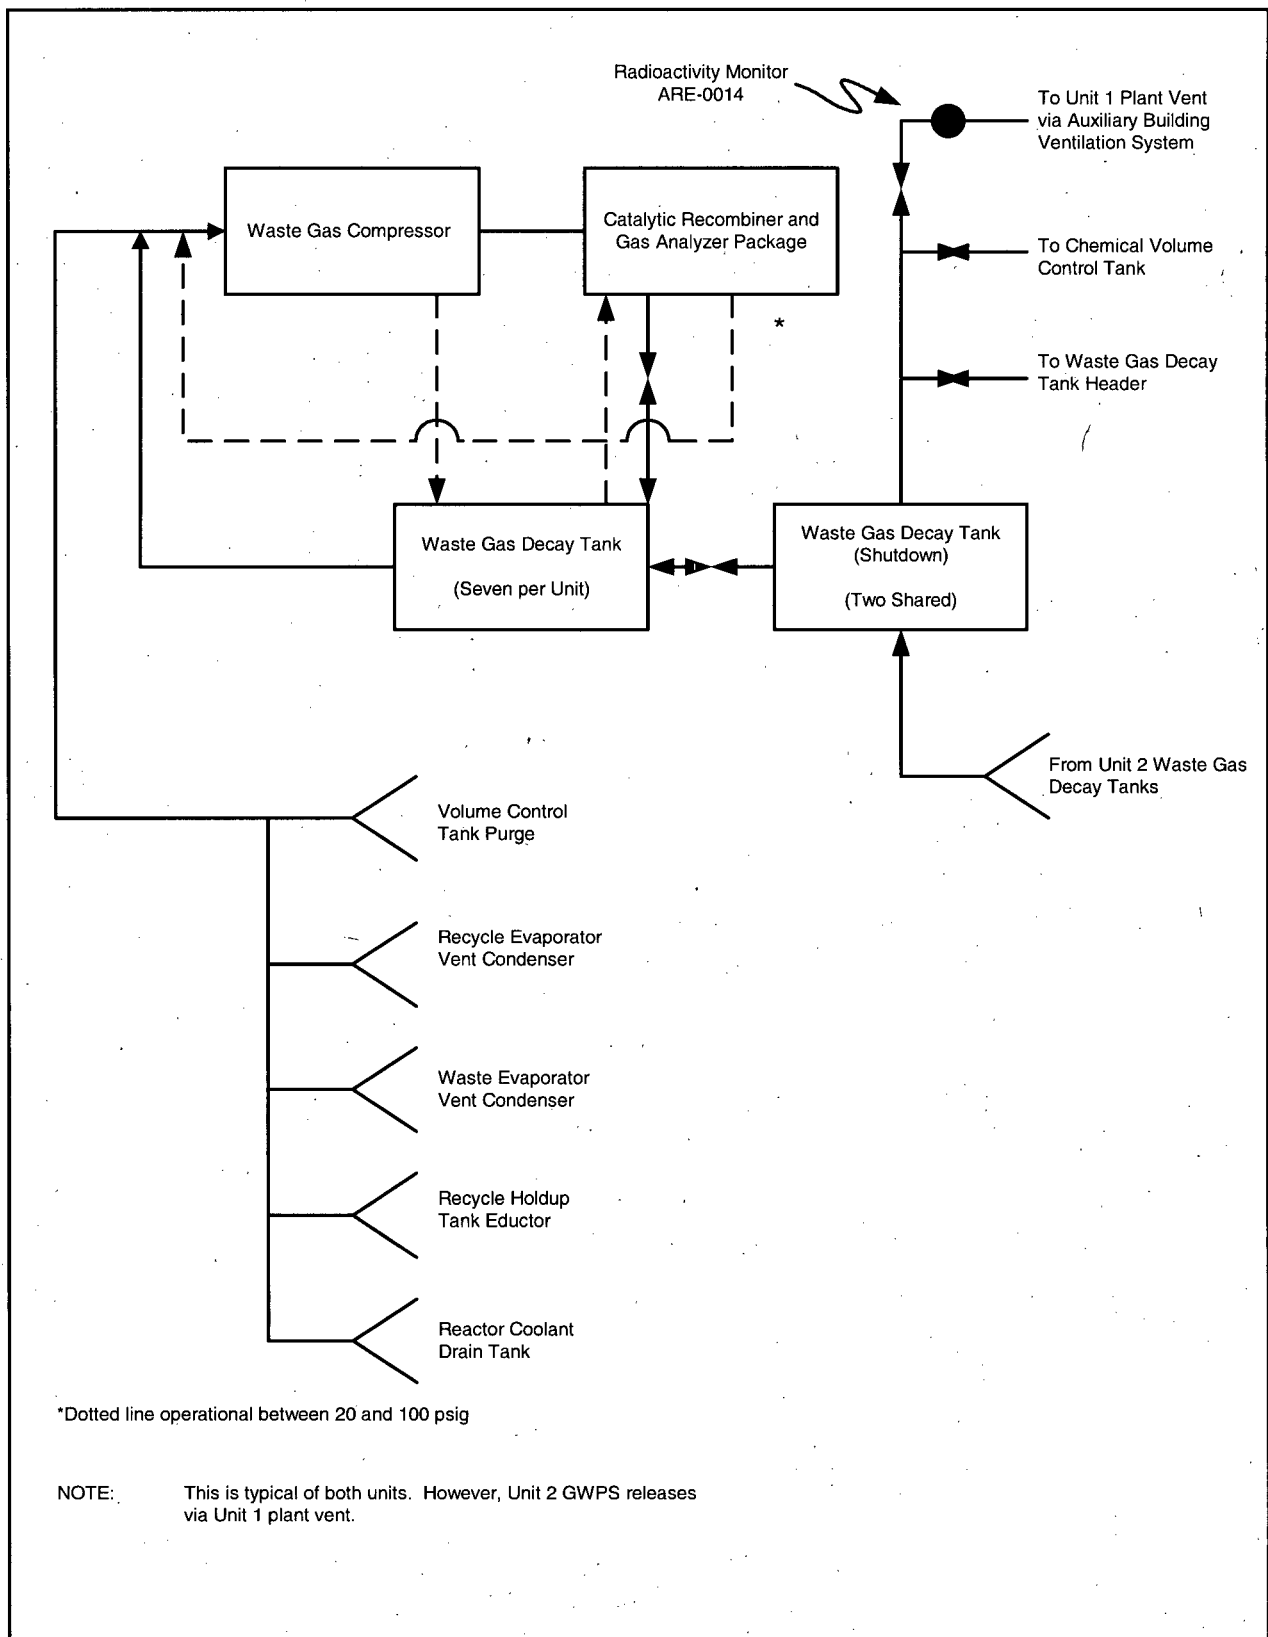 Radioactivity Monitor
ARE-0014
To Unit 1 Plant Vent
via Auxiliary Building
Ventilation System
Waste Gas Compressor
Catalytic Recombiner and
Gas Analyzer Package
To Chemical Volume
Control Tank
*
To Waste Gas Decay
Tank Header
Waste Gas Decay Tank
(Seven per Unit)
Waste Gas Decay Tank
(Shutdown)
(Two Shared)
From Unit 2 Waste Gas
Decay Tanks
Volume Control
Tank Purge
Recycle Evaporator
Vent Condenser
Waste Evaporator
Vent Condenser
Recycle Holdup
Tank Eductor
Reactor Coolant
Drain Tank
*Dotted line operational between 20 and 100 psig
NOTE: This is typical of both units. However, Unit 2 GWPS releases
via Unit 1 plant vent.